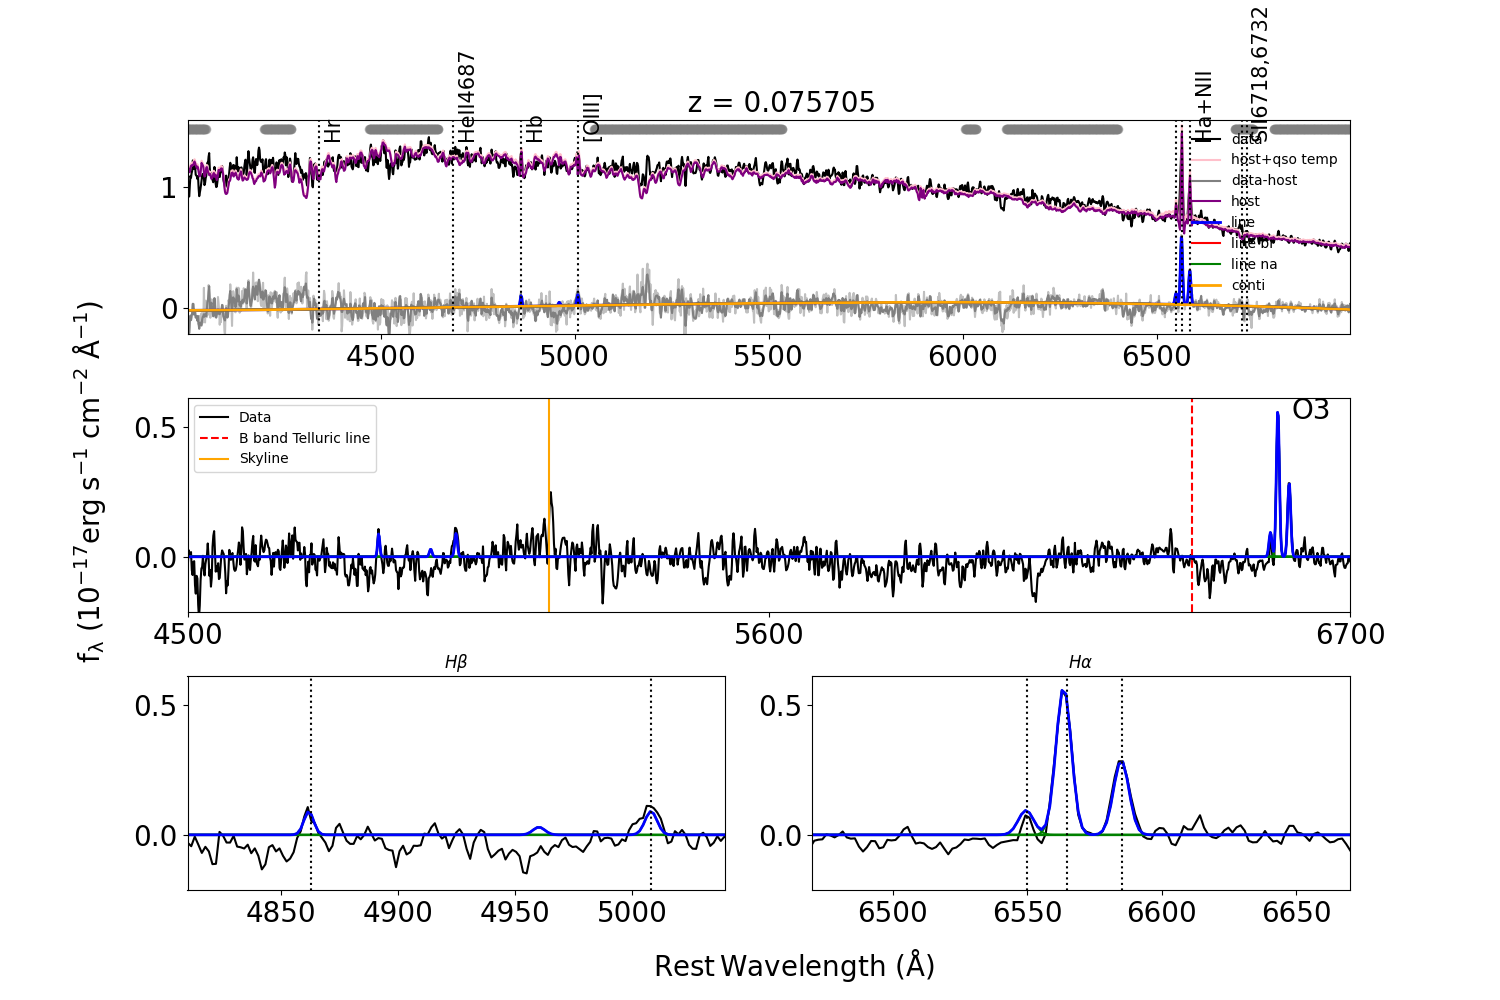 z = 0.075705
Hr
HeII4687
Hb
[OIII]
Ha+NII
SII6718,6732
data
host+qso temp
data-host
host
line
line br
line na
conti
1
0
4500
5000
5500
6000
6500
Data
B band Telluric line
Skyline
O3
0.5
0.0
4500
5600
6700
fλ (10−17erg s−1 cm−2 Å−1)
Hβ
0.5
0.0
4850
4900
4950
5000
Hα
0.5
0.0
6500
6550
6600
6650
Rest Wavelength (Å)